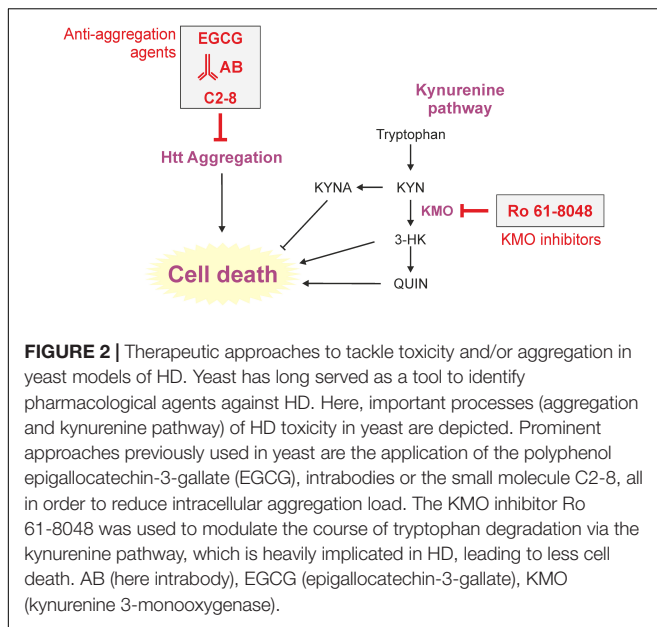 Anti-aggregation
agents
EGCG
AB
C2-8
Htt Aggregation
Kynurenine
pathway
Tryptophan
KYNA
KYN
KMO
Ro 61-8048
KMO inhibitors
3-HK
Cell death
QUIN
FIGURE 2 | Therapeutic approaches to tackle toxicity and/or aggregation in
yeast models of HD. Yeast has long served as a tool to identify
pharmacological agents against HD. Here, important processes (aggregation
and kynurenine pathway) of HD toxicity in yeast are depicted. Prominent
approaches previously used in yeast are the application of the polyphenol
epigallocatechin-3-gallate (EGCG), intrabodies or the small molecule C2-8, all
in order to reduce intracellular aggregation load. The KMO inhibitor Ro
61-8048 was used to modulate the course of tryptophan degradation via the
kynurenine pathway, which is heavily implicated in HD, leading to less cell
death. AB (here intrabody), EGCG (epigallocatechin-3-gallate), KMO
(kynurenine 3-monooxygenase).